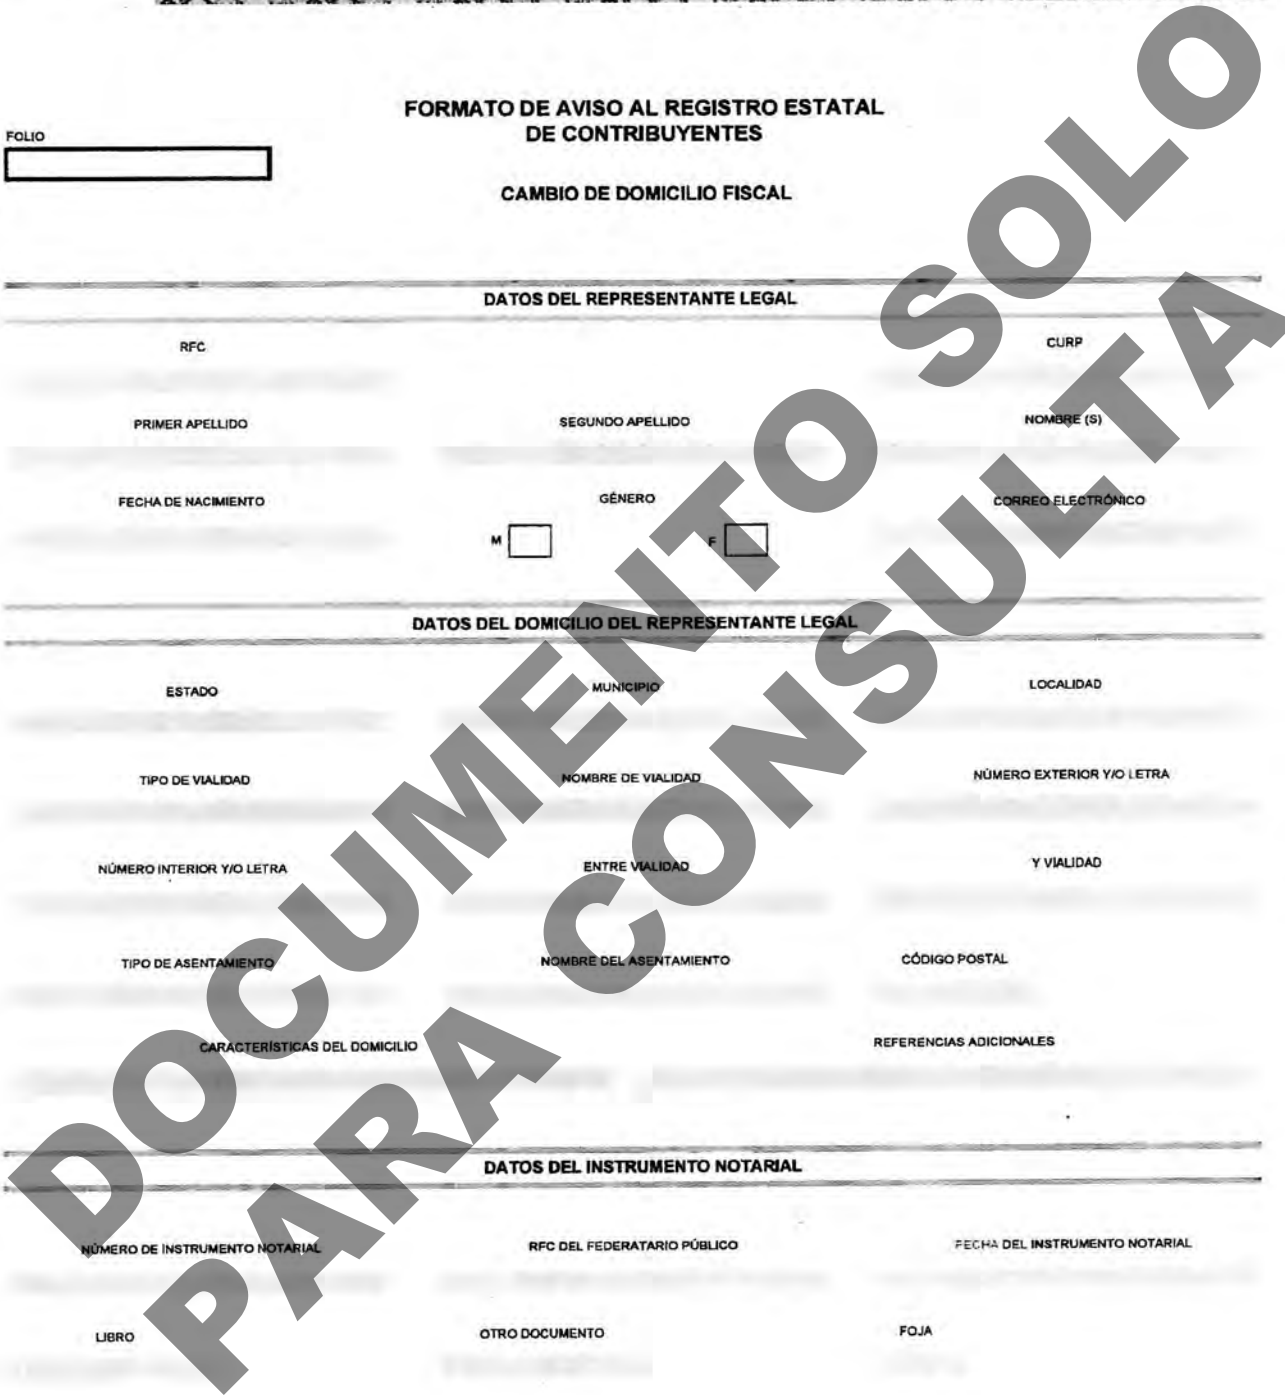 FORMATO DE AVISO AL REGISTRO ESTATAL
DE CONTRIBUYENTES
FOLIO
CAMBIO DE DOMICILIO FISCAL
DATOS DEL REPRESENTANTE LEGAL
RFC CURP
PRIMER APELLIDO SEGUNDO APELLIDO NOMBRE (S)
FECHA DE NACIMIENTO GÉNERO CORREO ELECTRÓNICO
M F
DATOS DEL DOMICILIO DEL REPRESENTANTE LEGAL
ESTADO MUNICIPIO LOCALIDAD
TIPO DE VIALIDAD NOMBRE DE VIALIDAD NÚMERO EXTERIOR Y/O LETRA
NÚMERO INTERIOR Y/O LETRA ENTRE VIALIDAD Y VIALIDAD
TIPO DE ASENTAMIENTO NOMBRE DEL ASENTAMIENTO CÓDIGO POSTAL
CARACTERÍSTICAS DEL DOMICILIO REFERENCIAS ADICIONALES
DATOS DEL INSTRUMENTO NOTARIAL
NÚMERO DE INSTRUMENTO NOTARIAL RFC DEL FEDERATARIO PÚBLICO FECHA DEL INSTRUMENTO NOTARIAL
LIBRO OTRO DOCUMENTO FOJA
DOCUMENTO SOLO
PARA CONSULTA